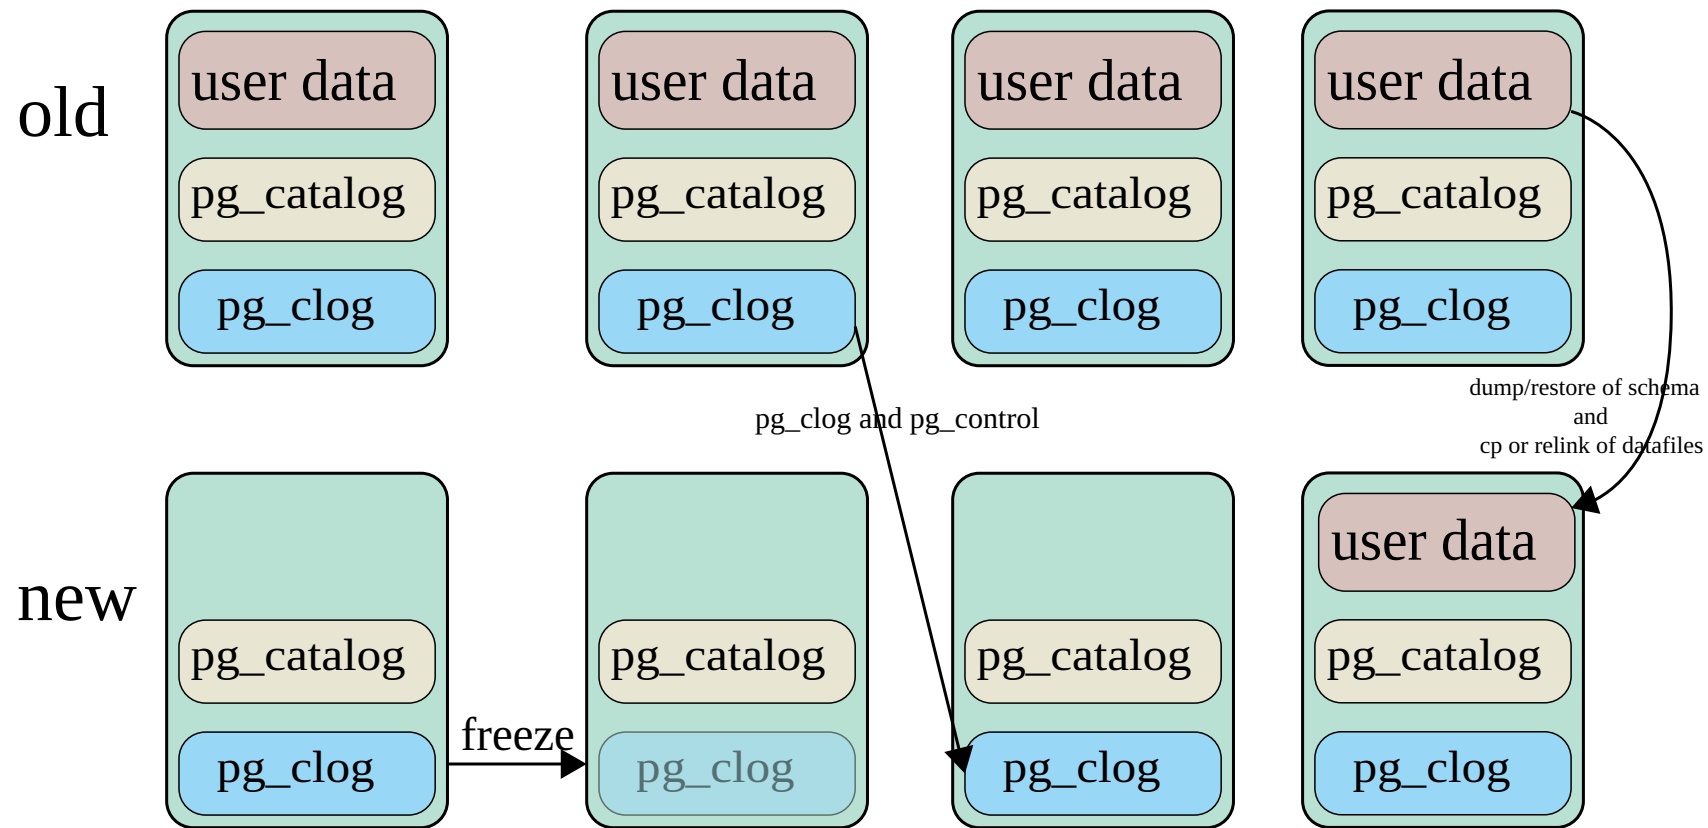 old
user data
user data
user data
user data
pg_catalog
pg_catalog
pg_catalog
pg_catalog
pg_clog
pg_clog
pg_clog
pg_clog
pg_clog and pg_control
dump/restore of schema
and
cp or relink of datafiles
new
user data
pg_catalog
pg_catalog
pg_catalog
pg_catalog
freeze
pg_clog
pg_clog
pg_clog
pg_clog